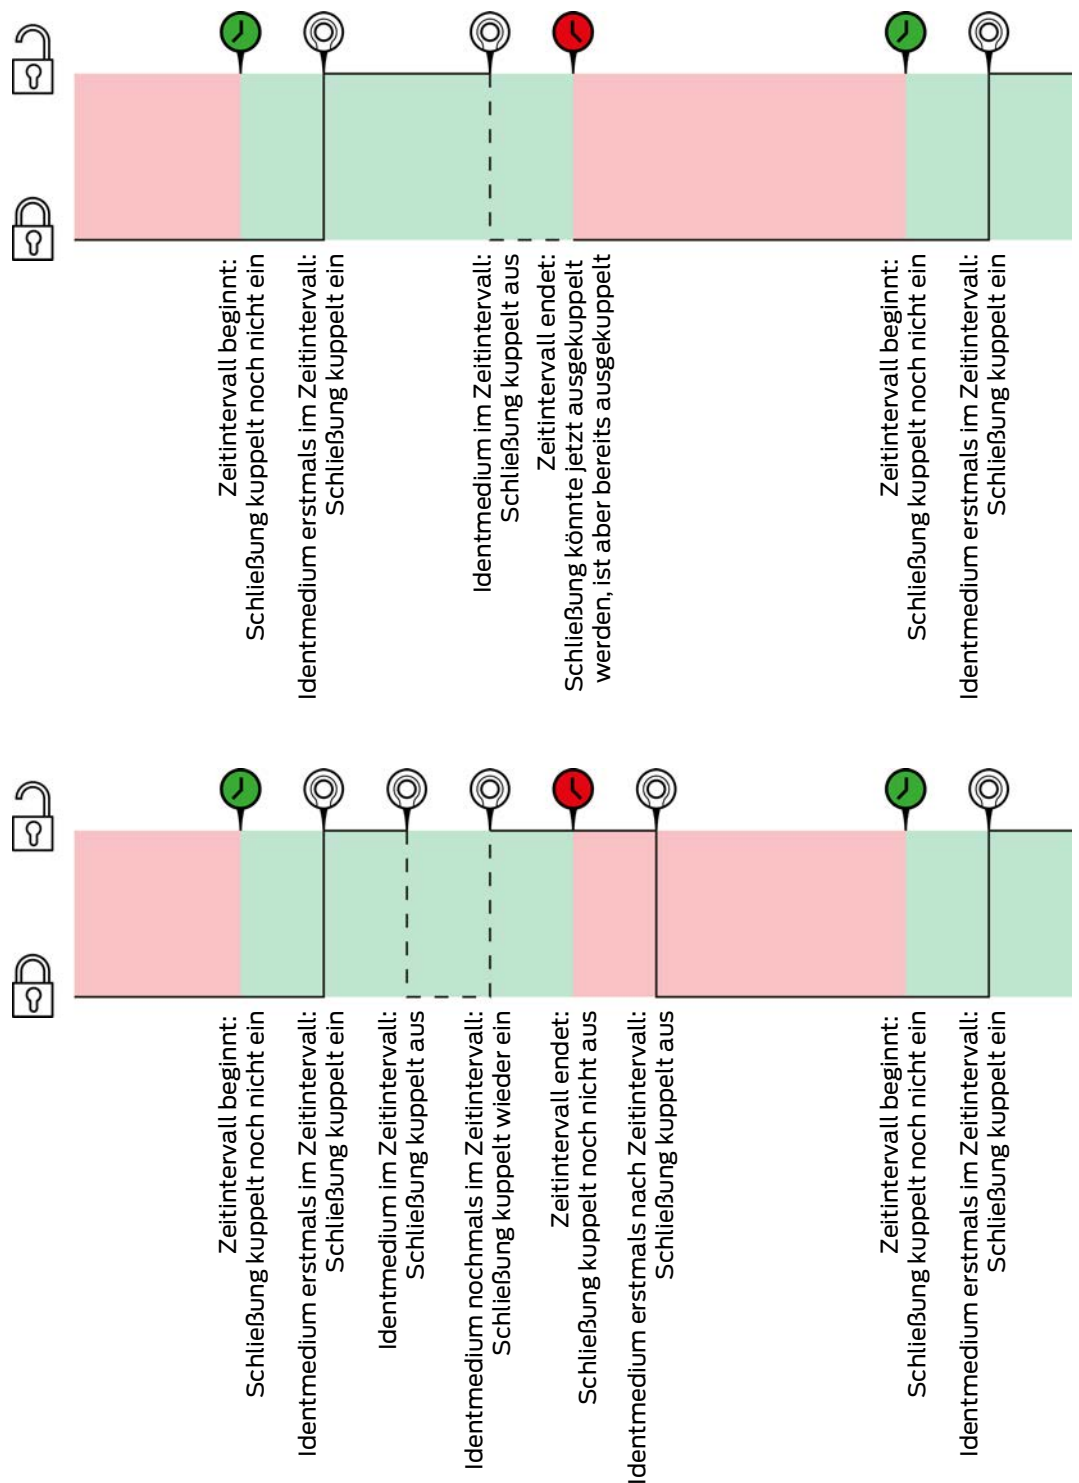 Zeitintervall beginnt:
Schließung kuppelt noch nicht ein
Identmedium erstmals im Zeitintervall:
Schließung kuppelt ein
Identmedium im Zeitintervall:
Schließung kuppelt aus
Zeitintervall endet:
Schließung könnte jetzt ausgekuppelt
werden, ist aber bereits ausgekuppelt
Zeitintervall beginnt:
Schließung kuppelt noch nicht ein
Identmedium erstmals im Zeitintervall:
Schließung kuppelt ein
Zeitintervall beginnt:
Schließung kuppelt noch nicht ein
Identmedium erstmals im Zeitintervall:
Schließung kuppelt ein
Identmedium im Zeitintervall:
Schließung kuppelt aus
Identmedium nochmals im Zeitintervall:
Schließung kuppelt wieder ein
Zeitintervall endet:
Schließung kuppelt noch nicht aus
Identmedium erstmals nach Zeitintervall:
Schließung kuppelt aus
Zeitintervall beginnt:
Schließung kuppelt noch nicht ein
Identmedium erstmals im Zeitintervall:
Schließung kuppelt ein